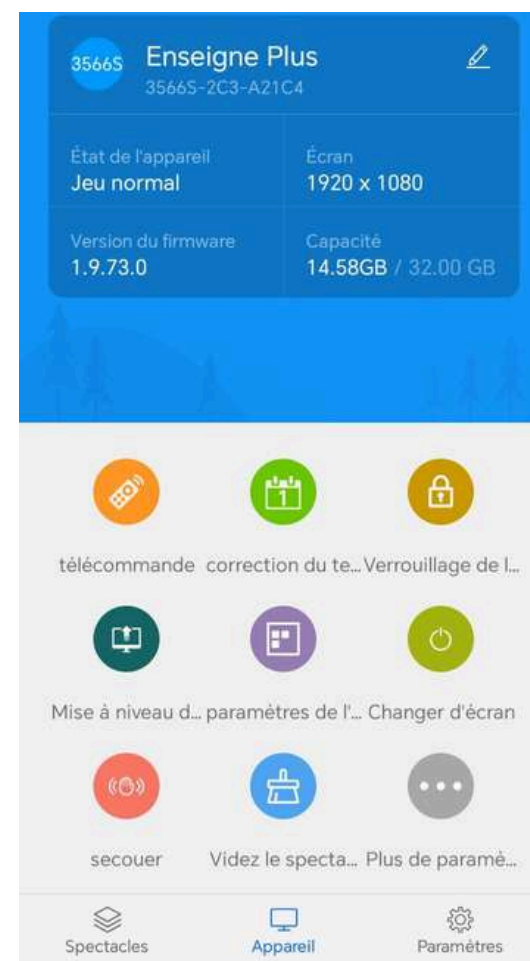 3566S
Enseigne Plus
3566S-2C3-A21C4
État de l'appareil
Jeu normal
Écran
1920 x 1080
Version du firmware
1.9.73.0
Capacité
14.58GB / 32.00 GB
1
télécommande
correction du te...
Verrouillage de l...
Mise à niveau d...
paramètres de l'...
Changer d'écran
secouer
Videz le specta...
Plus de paramè...
Spectacles
Appareil
Paramètres